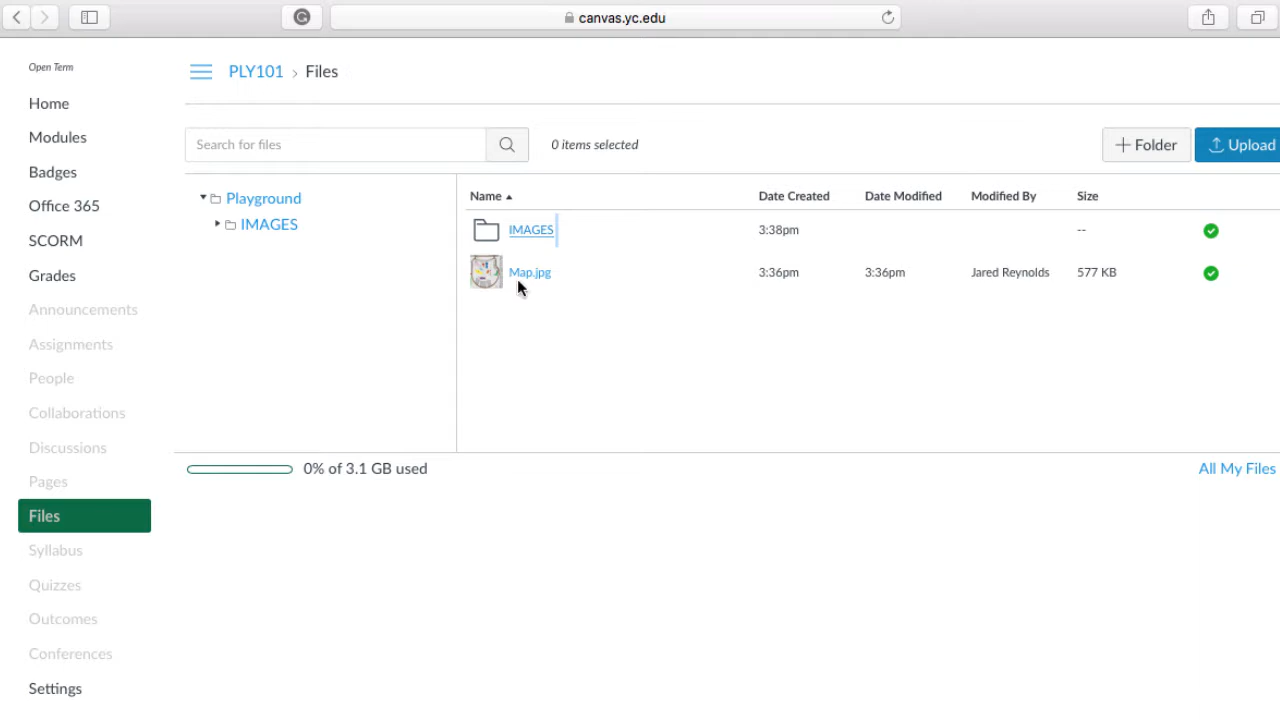 canvas.yc.edu
Open Term
PLY101 > Files
Home
Modules
Badges
Office 365
SCORM
Grades
Announcements
Assignments
People
Collaborations
Discussions
Pages
Files
Syllabus
Quizzes
Outcomes
Conferences
Settings
Search for files
0 items selected
+ Folder
Upload
Playground
IMAGES
Name Date Created Date Modified Modified By Size
IMAGES 3:38pm --
Map.jpg 3:36pm 3:36pm Jared Reynolds 577 KB
0% of 3.1 GB used
All My Files